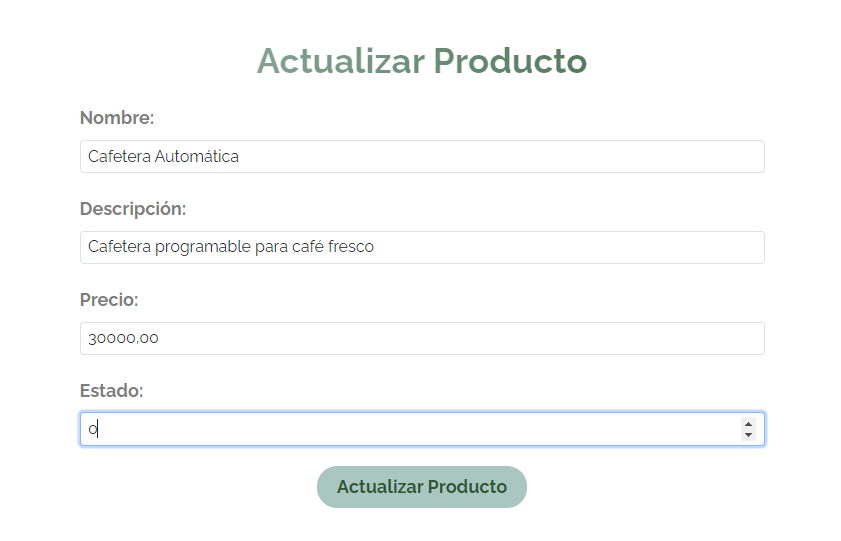 Actualizar Producto
Nombre:
Cafetera Automática
Descripción:
Cafetera programable para café fresco
Precio:
30000,00
Estado:
0
Actualizar Producto